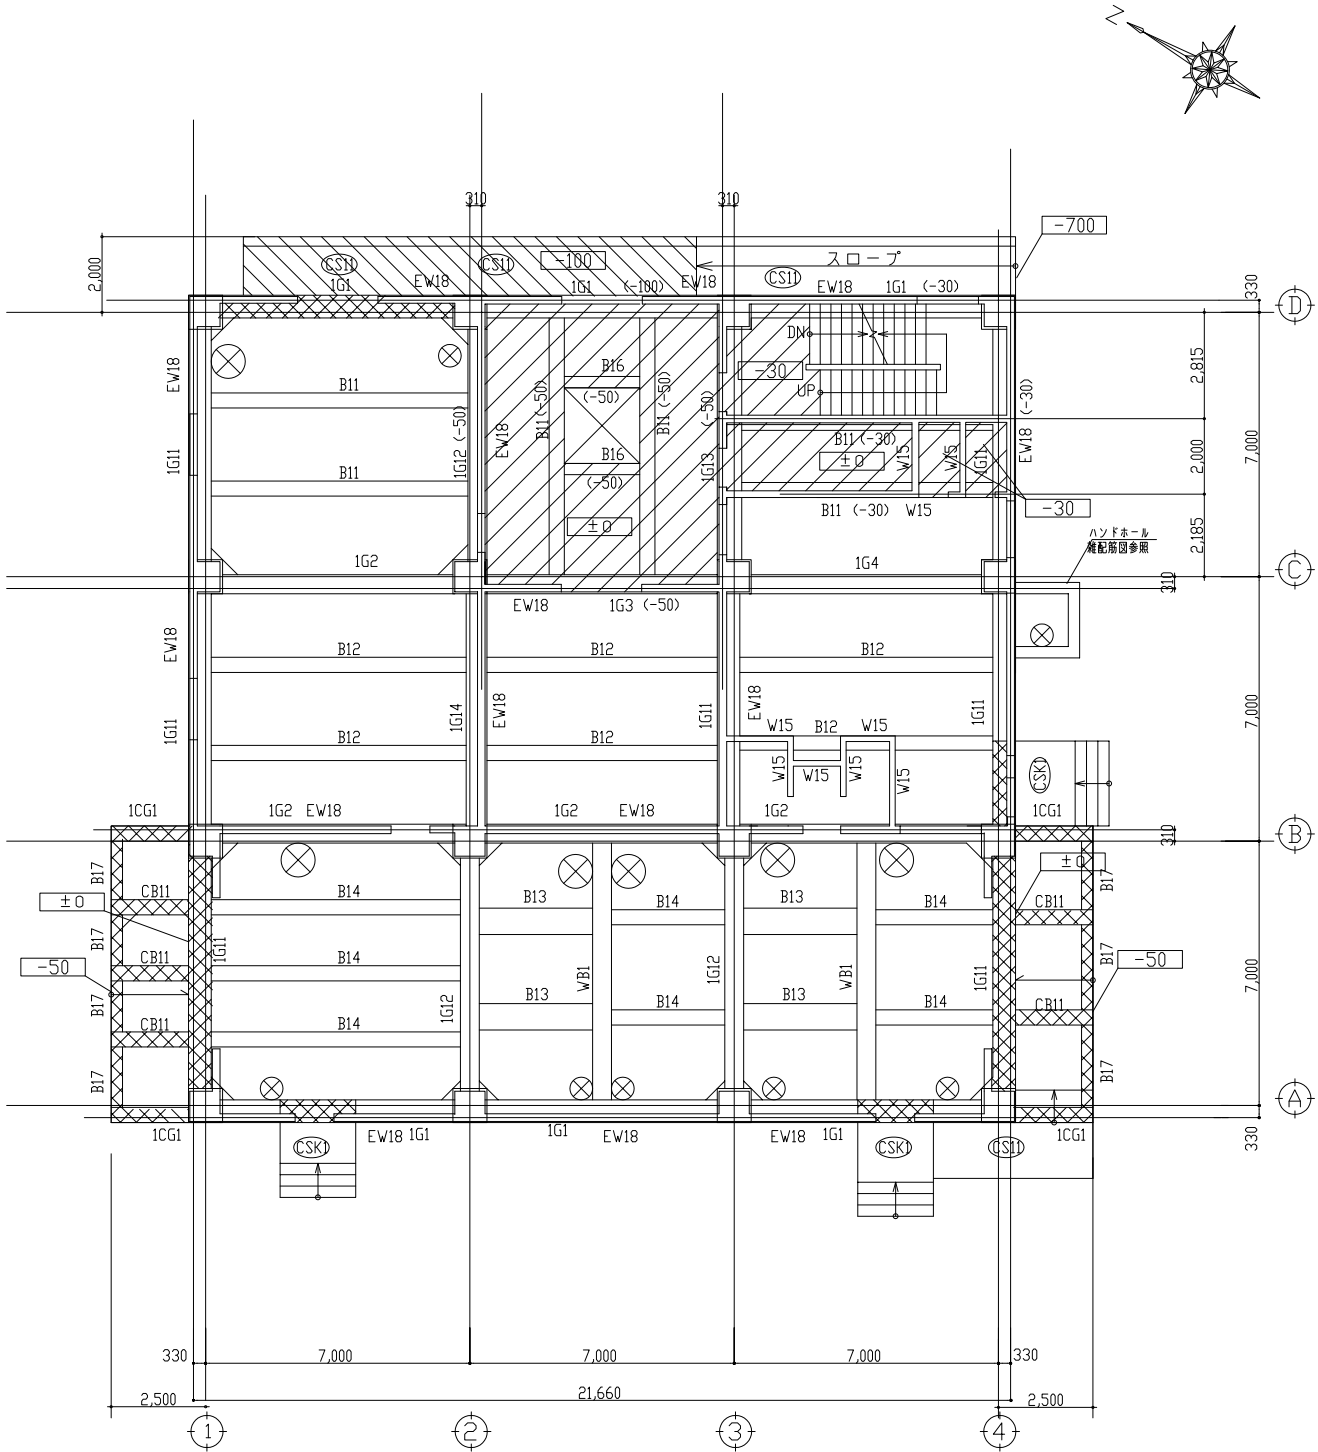 Z
310
310
-700
2,000
CS11
CS11
-100
スロープ
1G1
EW18
1G1
(-100)
EW18
CS11
EW18
1G1
(-30)
330
D
DN
UP
-30
B16
(-50)
B16
(-50)
±0
EW18
B11
B11
1G11
1G12 (-50)
EW18
B11(-50)
B11(-50)
(-50)
1G13
B11(-30)
±0
W15
W15
1G11
(-30)
EW18
B11 (-30)
W15
-30
2,815
2,000
2,185
7,000
ハンドホール
雑配筋図参照
1G2
1G4
C
310
EW18
1G3 (-50)
EW18
B12
B12
B12
1G11
1G14
EW18
1G11
EW18
1G11
7,000
B12
B12
W15
B12
W15
W15
W15
W15
W15
CSK1
1CG1
1G2
EW18
1G2
EW18
1G2
1CG1
B
310
B17
CB11
B14
B13
B14
B13
B14
±0
B17
CB11
±0
B17
CB11
1G11
B14
WB1
1G12
WB1
1G11
B17
-50
-50
7,000
B17
CB11
1G12
B14
B13
B14
B13
B14
CB11
B17
B17
A
1CG1
EW18
1G1
1G1
EW18
EW18
1G1
1CG1
330
CSK1
CSK1
CS11
330
7,000
7,000
7,000
330
21,660
2,500
2,500
1
2
3
4